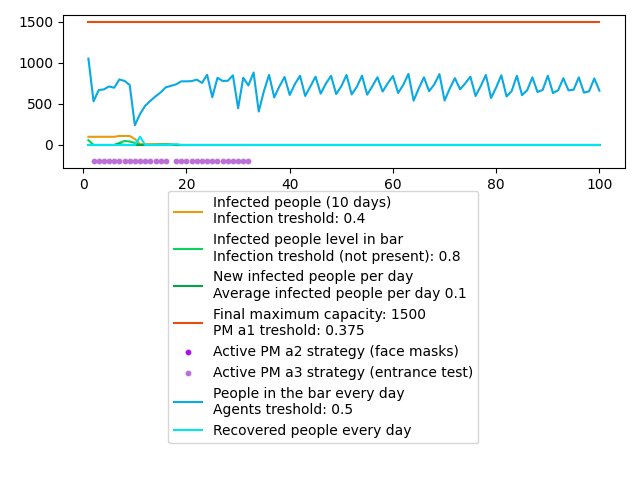 1500
1000
500
0
0 20 40 60 80 100
Infected people (10 days)
Infection treshold: 0.4
Infected people level in bar
Infection treshold (not present): 0.8
New infected people per day
Average infected people per day 0.1
Final maximum capacity: 1500
PM a1 treshold: 0.375
Active PM a2 strategy (face masks)
Active PM a3 strategy (entrance test)
People in the bar every day
Agents treshold: 0.5
Recovered people every day